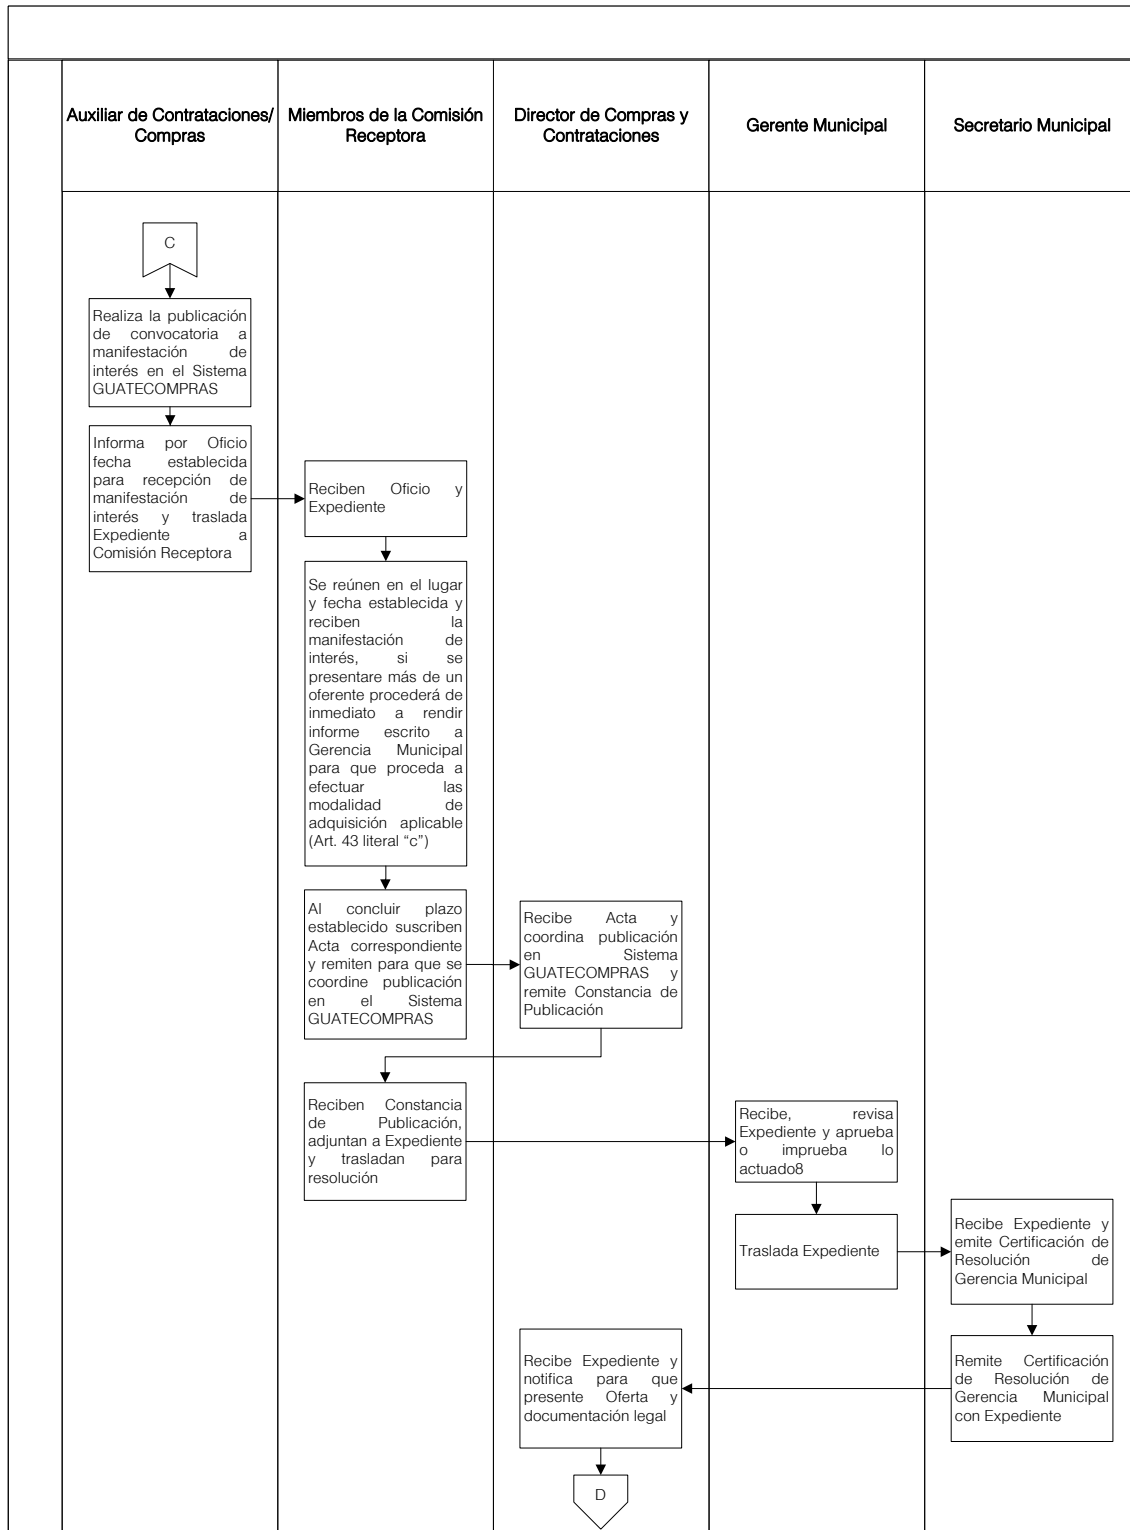 Auxiliar de Contrataciones/
Compras
Miembros de la Comisión
Receptora
Director de Compras y
Contrataciones
Gerente Municipal
Secretario Municipal
C
Realiza la publicación
de convocatoria a
manifestación de
interés en el Sistema
GUATECOMPRAS
Informa por Oficio
fecha establecida
para recepción de
manifestación de
interés y traslada
Expediente a
Comisión Receptora
Reciben Oficio y
Expediente
Se reúnen en el lugar
y fecha establecida y
reciben la
manifestación de
interés, si se
presentare más de un
oferente procederá de
inmediato a rendir
informe escrito a
Gerencia Municipal
para que proceda a
efectuar las
modalidad de
adquisición aplicable
(Art. 43 literal “c”)
Al concluir plazo
establecido suscriben
Acta correspondiente
y remiten para que se
coordine publicación
en el Sistema
GUATECOMPRAS
Recibe Acta y
coordina publicación
en Sistema
GUATECOMPRAS y
remite Constancia de
Publicación
Reciben Constancia
de Publicación,
adjuntan a Expediente
y trasladan para
resolución
Recibe, revisa
Expediente y aprueba
o imprueba lo
actuado8
Traslada Expediente
Recibe Expediente y
emite Certificación de
Resolución de
Gerencia Municipal
Remite Certificación
de Resolución de
Gerencia Municipal
con Expediente
Recibe Expediente y
notifica para que
presente Oferta y
documentación legal
D